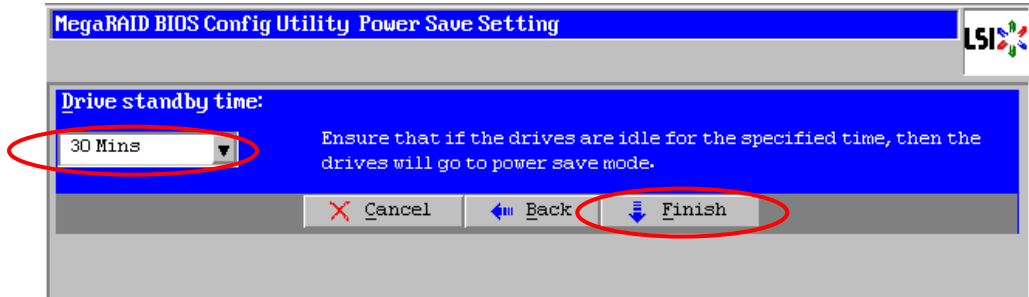 MegaRAID BIOS Config Utility Power Save Setting
LSI
Drive standby time:
30 Mins
Ensure that if the drives are idle for the specified time, then the
drives will go to power save mode.
Cancel
Back
Finish